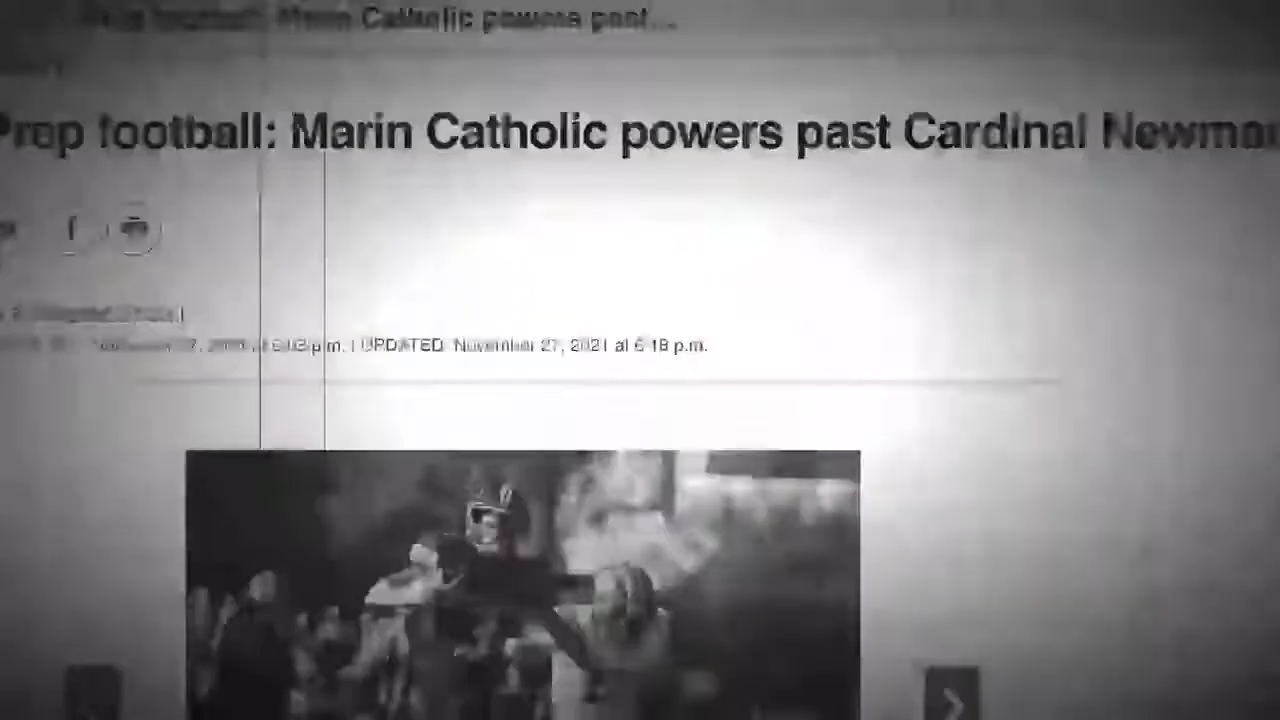 football: Marin Catholic powers past...
Prep football: Marin Catholic powers past Cardinal Newman
p.m. | UPDATED: November 27, 2021 at 6:18 p.m.